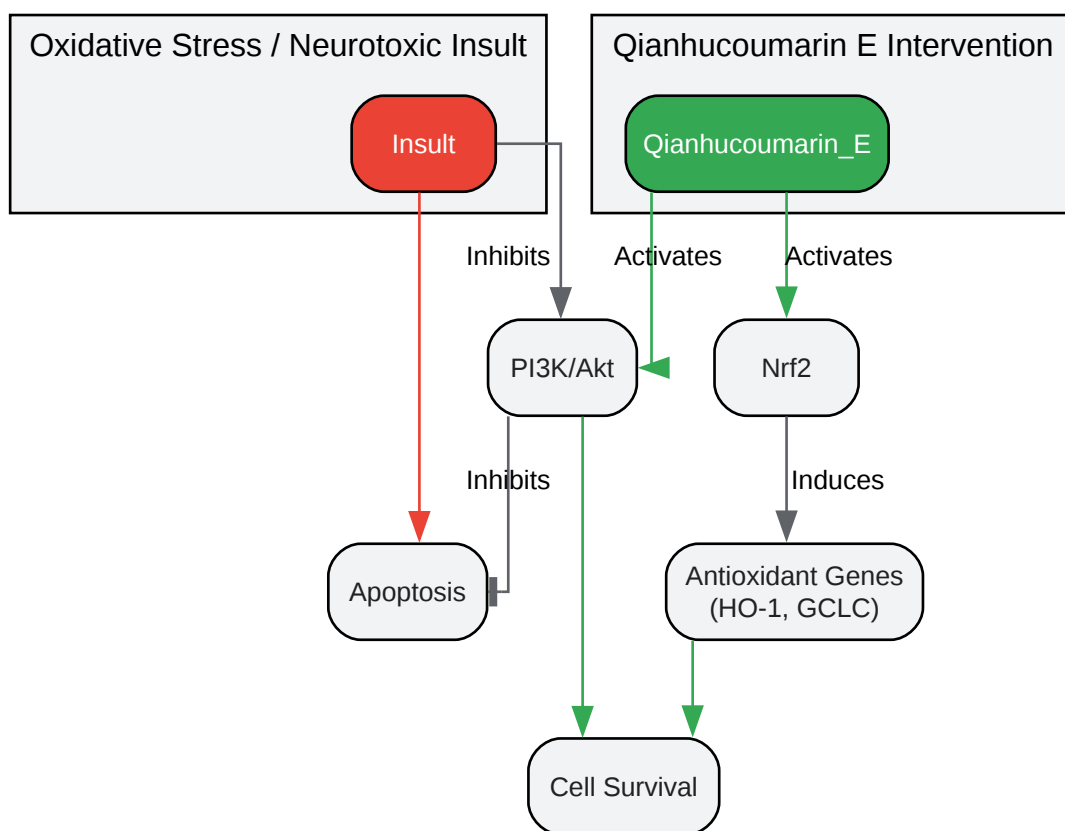 Oxidative Stress / Neurotoxic Insult
Qianhucoumarin E Intervention
Insult
Qianhucoumarin_E
Inhibits
Activates
Activates
PI3K/Akt
Nrf2
Inhibits
Induces
Apoptosis
Antioxidant Genes
(HO-1, GCLC)
Cell Survival